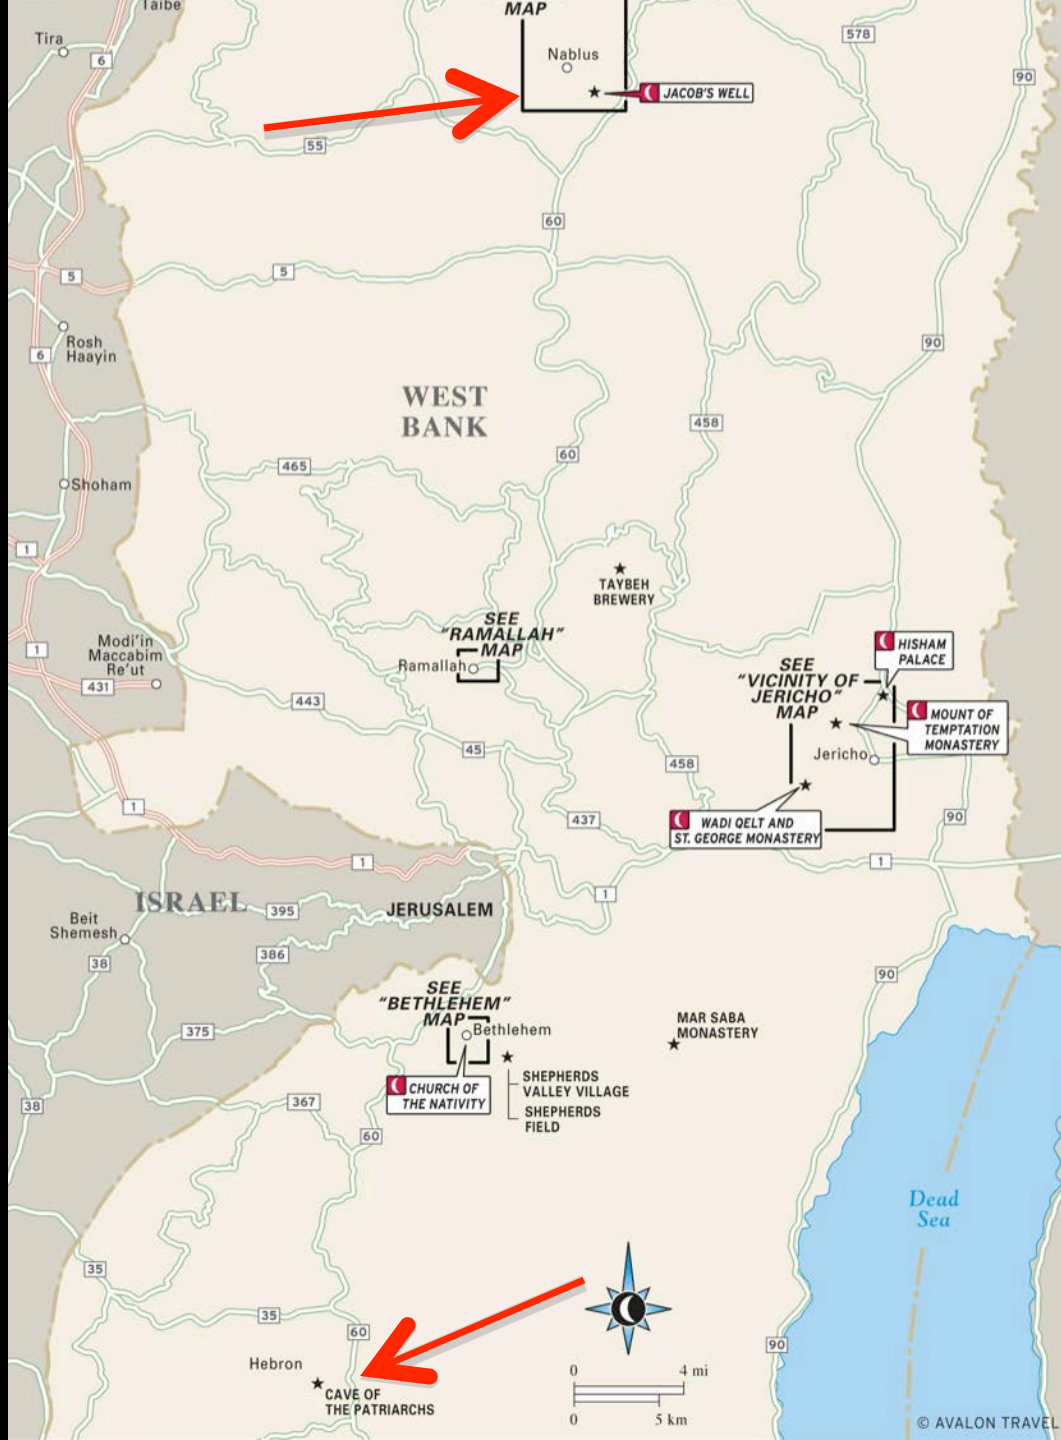 Taibe
MAP
Tira
578
6
Nablus
90
JACOB'S WELL
55
60
5
5
Rosh
Haayin
6
90
WEST
BANK
458
60
465
Shoham
1
TAYBEH
BREWERY
SEE
"RAMALLAH"
MAP
Ramallah
Modi'in
Maccabim
Re'ut
1
431
HISHAM
PALACE
SEE
"VICINITY OF
JERICHO"
MAP
443
MOUNT OF
TEMPTATION
MONASTERY
45
Jericho
458
1
437
WADI QELT AND
ST. GEORGE MONASTERY
90
1
1
1
ISRAEL
395
JERUSALEM
Beit
Shemesh
386
38
90
SEE
"BETHLEHEM"
MAP
Bethlehem
MAR SABA
MONASTERY
375
SHEPHERDS
VALLEY VILLAGE
SHEPHERDS
FIELD
CHURCH OF
THE NATIVITY
38
367
60
Dead
Sea
35
35
60
90
Hebron
CAVE OF
THE PATRIARCHS
0
4 mi
0
5 km
© AVALON TRAVEL